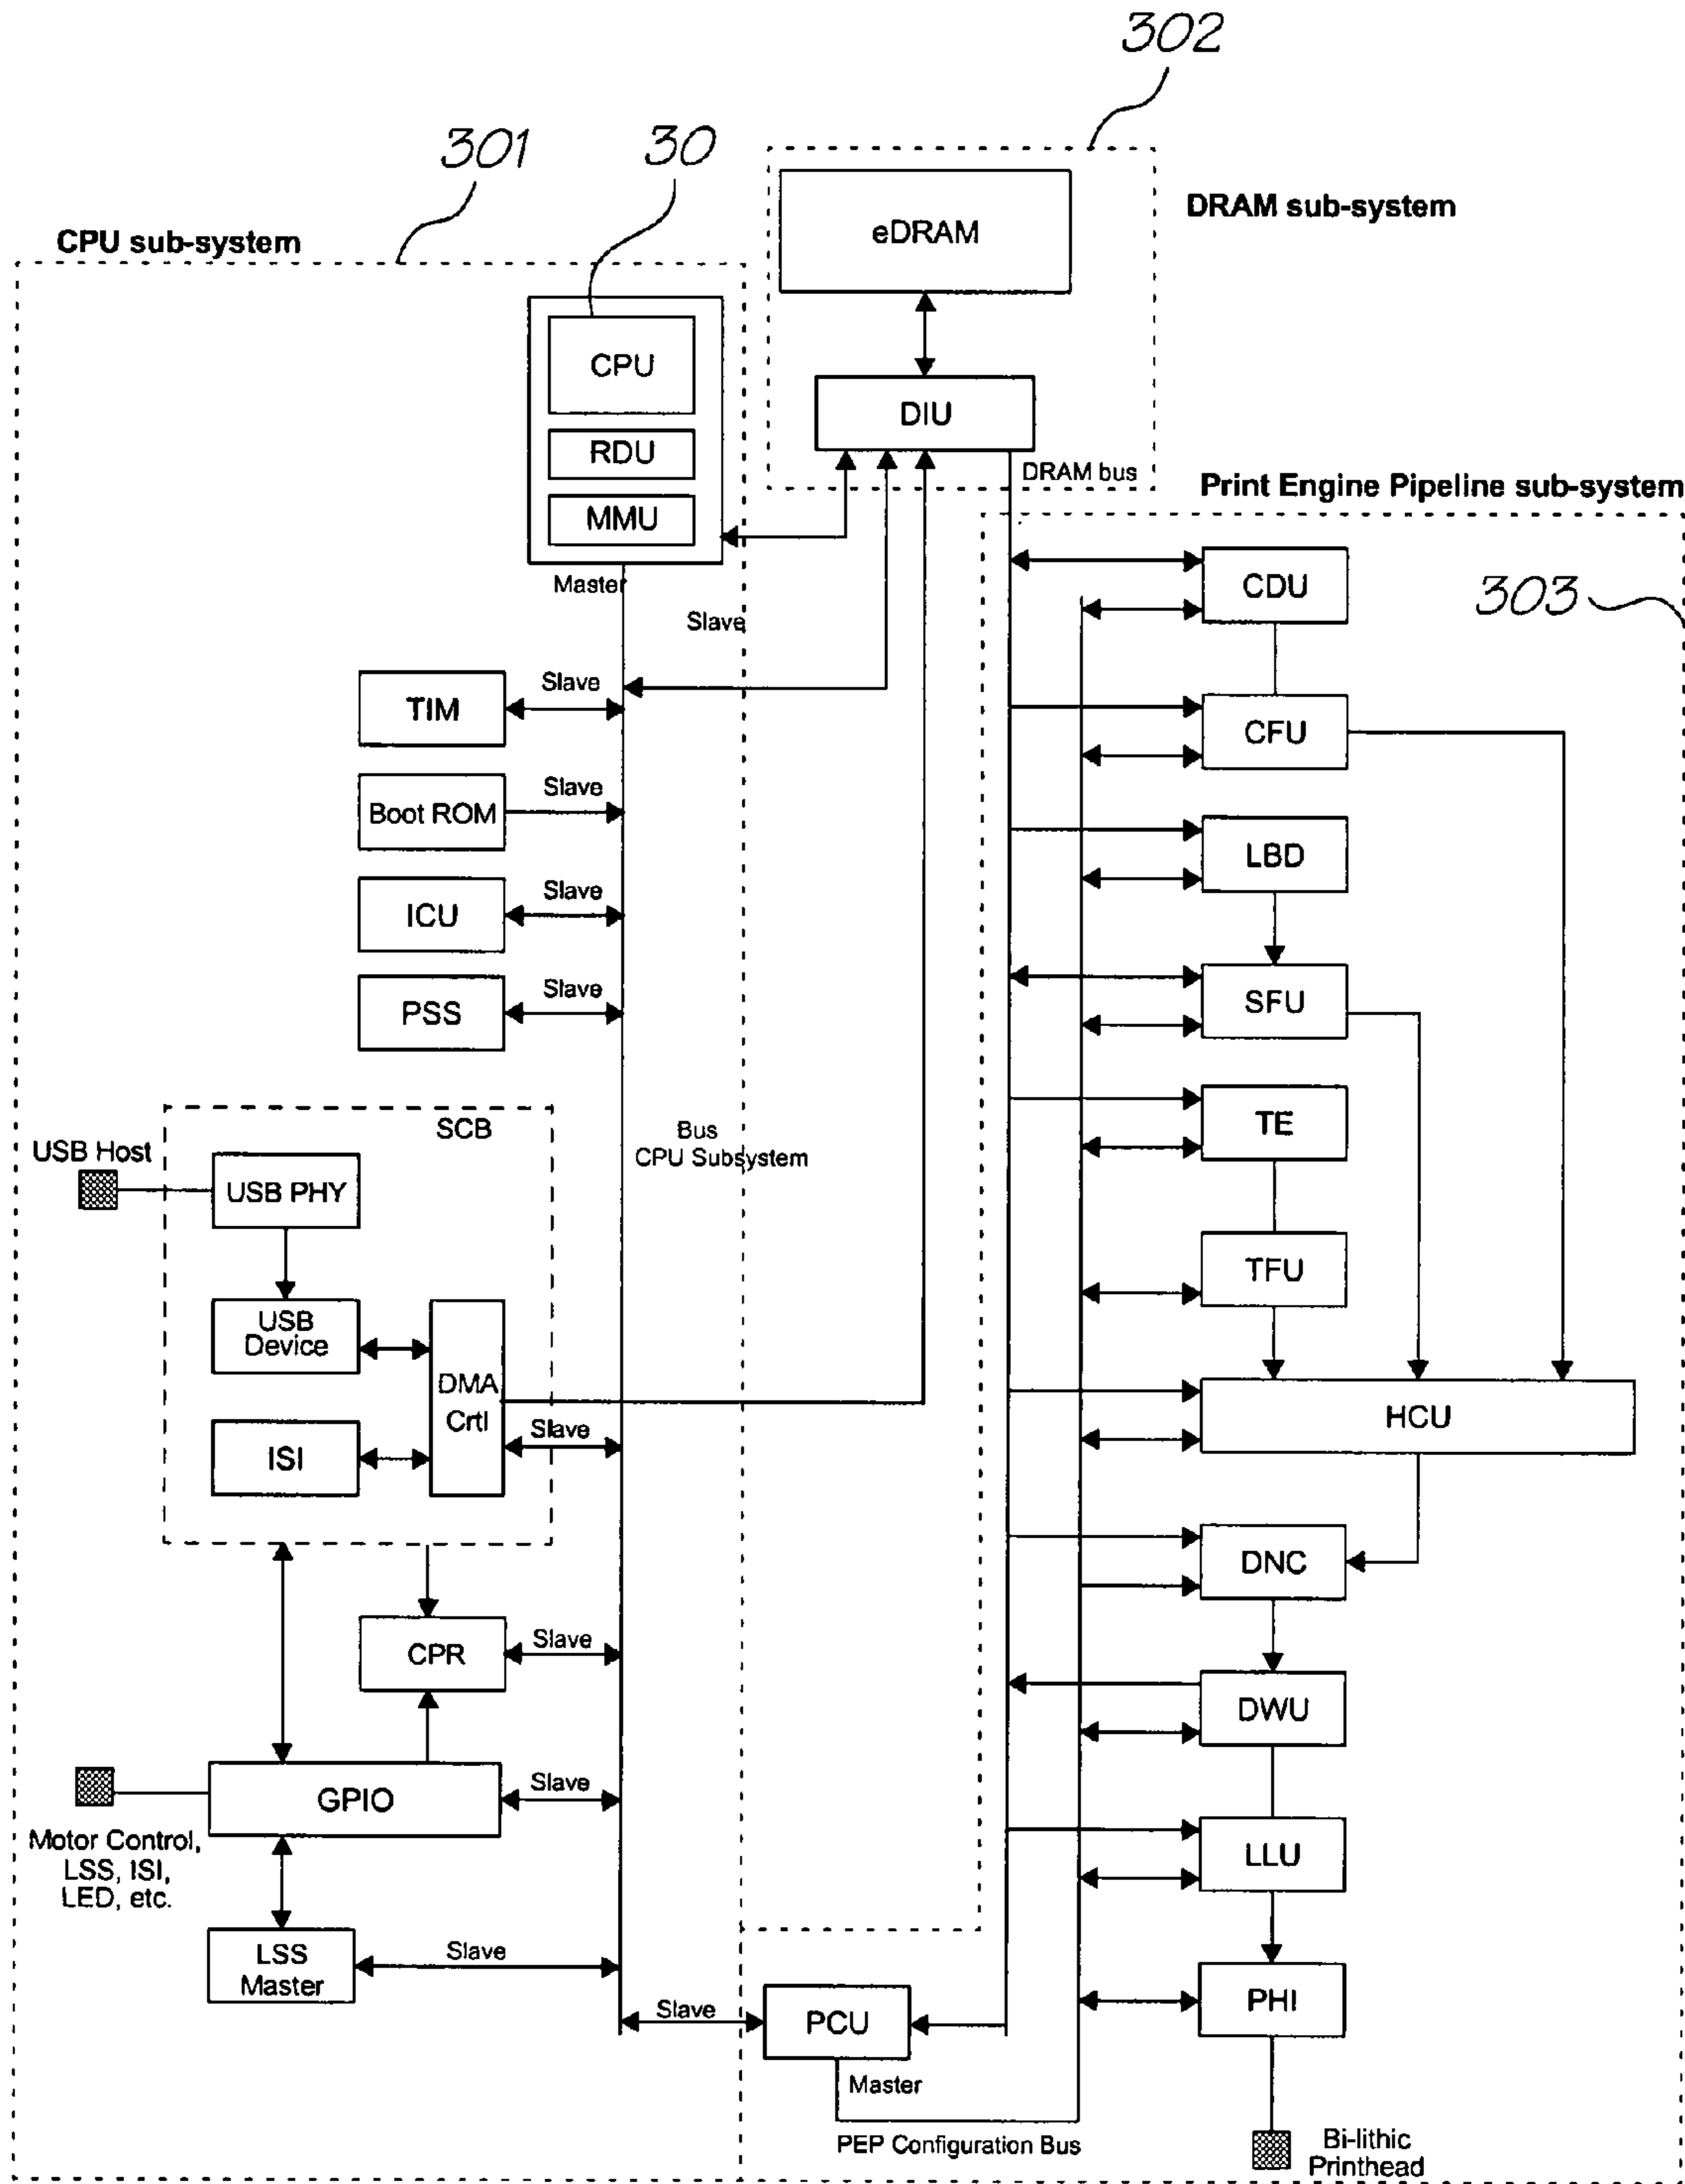 302
301
30
DRAM sub-system
CPU sub-system
eDRAM
CPU
DIU
RDU
MMU
DRAM bus
Print Engine Pipeline sub-system
Master
Slave
CDU
303
TIM
Slave
CFU
Boot ROM
Slave
LBD
ICU
Slave
PSS
Slave
SFU
SCB
USB Host
USB PHY
Bus
CPU Subsystem
TE
TFU
USB
Device
DMA
Crtl
ISI
Slave
HCU
DNC
CPR
Slave
DWU
GPIO
Slave
Motor Control,
LSS, ISI,
LED, etc.
LLU
LSS
Master
Slave
PHI
Slave
PCU
Master
PEP Configuration Bus
Bi-lithic
Printhead